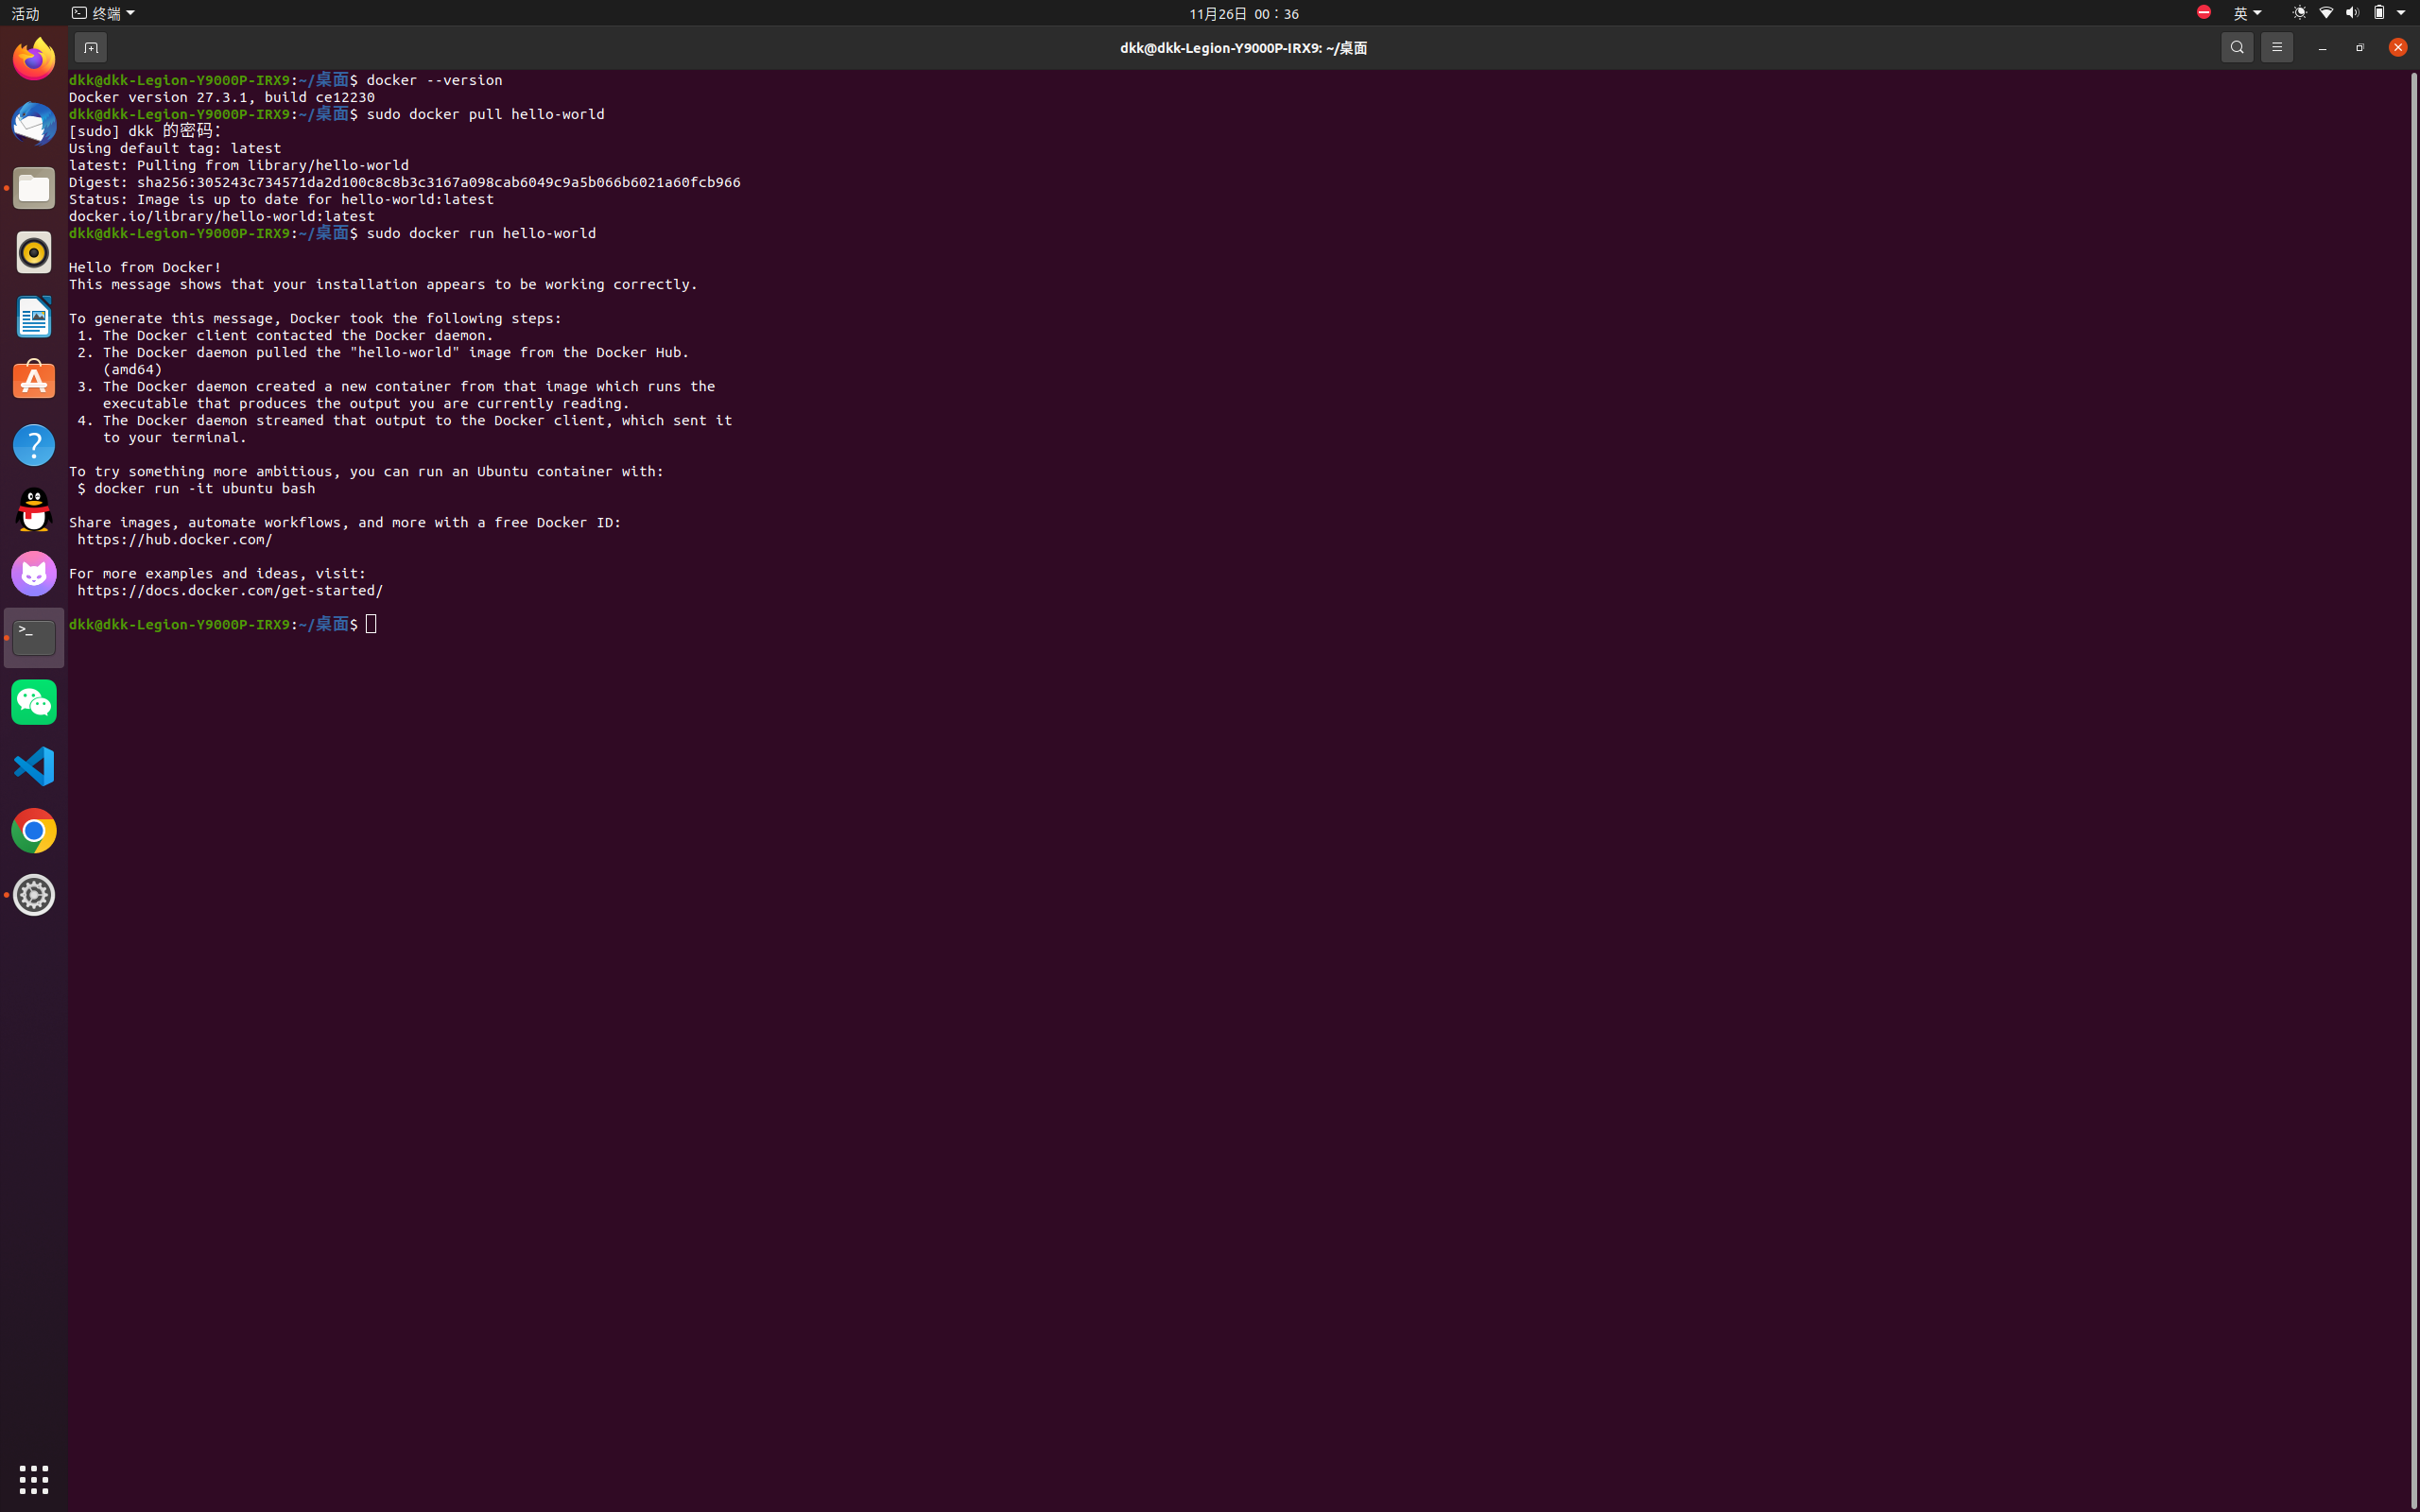 活动 终端 11月26日 00：36 英
dkk@dkk-Legion-Y9000P-IRX9: ~/桌面
dkk@dkk-Legion-Y9000P-IRX9:~/桌面$ docker --version
Docker version 27.3.1, build ce12230
dkk@dkk-Legion-Y9000P-IRX9:~/桌面$ sudo docker pull hello-world
[sudo] dkk 的密码：
Using default tag: latest
latest: Pulling from library/hello-world
Digest: sha256:305243c734571da2d100c8c8b3c3167a098cab6049c9a5b066b6021a60fcb966
Status: Image is up to date for hello-world:latest
docker.io/library/hello-world:latest
dkk@dkk-Legion-Y9000P-IRX9:~/桌面$ sudo docker run hello-world
Hello from Docker!
This message shows that your installation appears to be working correctly.
To generate this message, Docker took the following steps:
1. The Docker client contacted the Docker daemon.
2. The Docker daemon pulled the "hello-world" image from the Docker Hub.
(amd64)
3. The Docker daemon created a new container from that image which runs the
executable that produces the output you are currently reading.
4. The Docker daemon streamed that output to the Docker client, which sent it
to your terminal.
To try something more ambitious, you can run an Ubuntu container with:
$ docker run -it ubuntu bash
Share images, automate workflows, and more with a free Docker ID:
https://hub.docker.com/
For more examples and ideas, visit:
https://docs.docker.com/get-started/
dkk@dkk-Legion-Y9000P-IRX9:~/桌面$